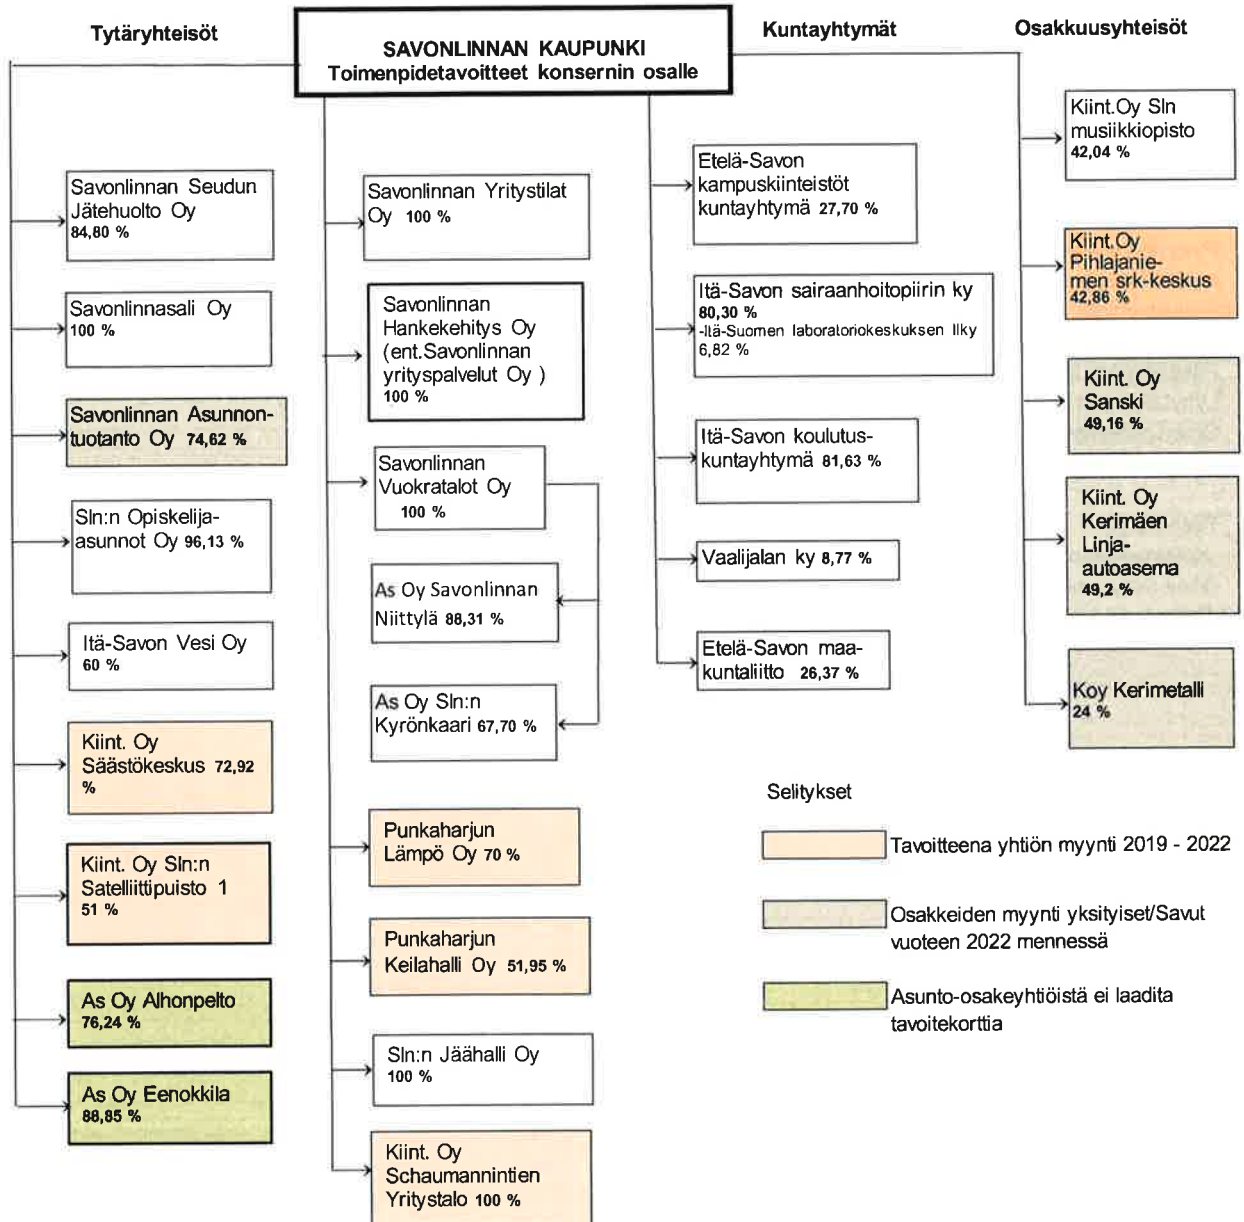 Tytäryhteisöt
SAVONLINNAN KAUPUNKI
Toimenpidetavoitteet konsernin osalle
Kuntayhtymät
Osakkuusyhteisöt
Savonlinnan Seudun
Jätehuolto Oy
84,80 %
Savonlinnasali Oy
100 %
Savonlinnan Asunnon-
tuotanto Oy 74,62 %
Sln:n Opiskelija-
asunnot Oy 96,13 %
Itä-Savon Vesi Oy
60 %
Kiint. Oy
Säästökeskus 72,92
%
Kiint. Oy Sln:n
Satelliittipuisto 1
51 %
As Oy Alhonpelto
76,24 %
As Oy Eenokkila
88,85 %
Savonlinnan Yritystilat
Oy 100 %
Savonlinnan
Hankekehitys Oy
(ent.Savonlinnan
yrityspalvelut Oy )
100 %
Savonlinnan
Vuokratalot Oy
100 %
As Oy Savonlinnan
Niittylä 88,31 %
As Oy Sln:n
Kyrönkaari 67,70 %
Punkaharjun
Lämpö Oy 70 %
Punkaharjun
Keilahalli Oy 51,95 %
Sln:n Jäähalli Oy
100 %
Kiint. Oy
Schaumannintien
Yritystalo 100 %
Etelä-Savon
kampuskiinteistöt
kuntayhtymä 27,70 %
Itä-Savon sairaanhoitopiirin ky
80,30 %
-Itä-Suomen laboratoriokeskuksen llky
6,82 %
Itä-Savon koulutus-
kuntayhtymä 81,63 %
Vaalijalan ky 8,77 %
Etelä-Savon maa-
kuntaliitto 26,37 %
Kiint.Oy Sln
musiikkiopisto
42,04 %
Kiint.Oy
Pihlajanie-
men srk-keskus
42,86 %
Kiint. Oy
Sanski
49,16 %
Kiint. Oy
Kerimäen
Linja-
autoasema
49,2 %
Koy Kerimetalli
24 %
Selitykset
Tavoitteena yhtiön myynti 2019 - 2022
Osakkeiden myynti yksityiset/Savut
vuoteen 2022 mennessä
Asunto-osakeyhtiöistä ei laadita
tavoitekorttia